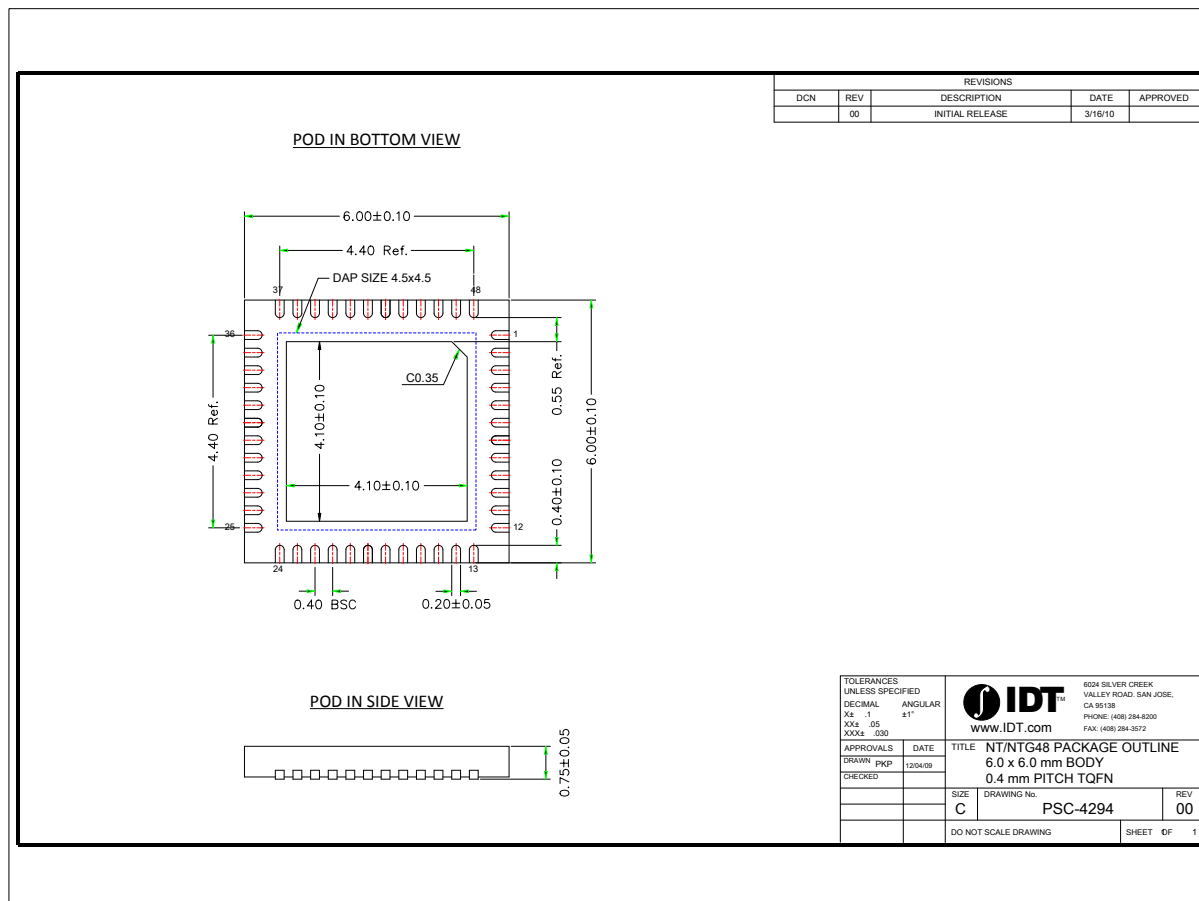 REVISIONS
DCN REV DESCRIPTION DATE APPROVED
00 INITIAL RELEASE 3/16/10
POD IN BOTTOM VIEW
6.00±0.10
4.40 Ref.
DAP SIZE 4.5x4.5
37 48
36 1
C0.35
0.55 Ref.
4.10±0.10
4.40 Ref.
6.00±0.10
4.10±0.10
0.40±0.10
25 12
24 13
0.40 BSC 0.20±0.05
POD IN SIDE VIEW
0.75±0.05
TOLERANCES
UNLESS SPECIFIED
DECIMAL ANGULAR
X± .1 ±1°
XX± .05
XXX± .030
IDT™
www.IDT.com
6024 SILVER CREEK
VALLEY ROAD. SAN JOSE,
CA 95138
PHONE: (408) 284-8200
FAX: (408) 284-3572
APPROVALS DATE
DRAWN PKP 12/04/09
CHECKED
TITLE NT/NTG48 PACKAGE OUTLINE
6.0 x 6.0 mm BODY
0.4 mm PITCH TQFN
SIZE DRAWING No. REV
C PSC-4294 00
DO NOT SCALE DRAWING SHEET OF 1